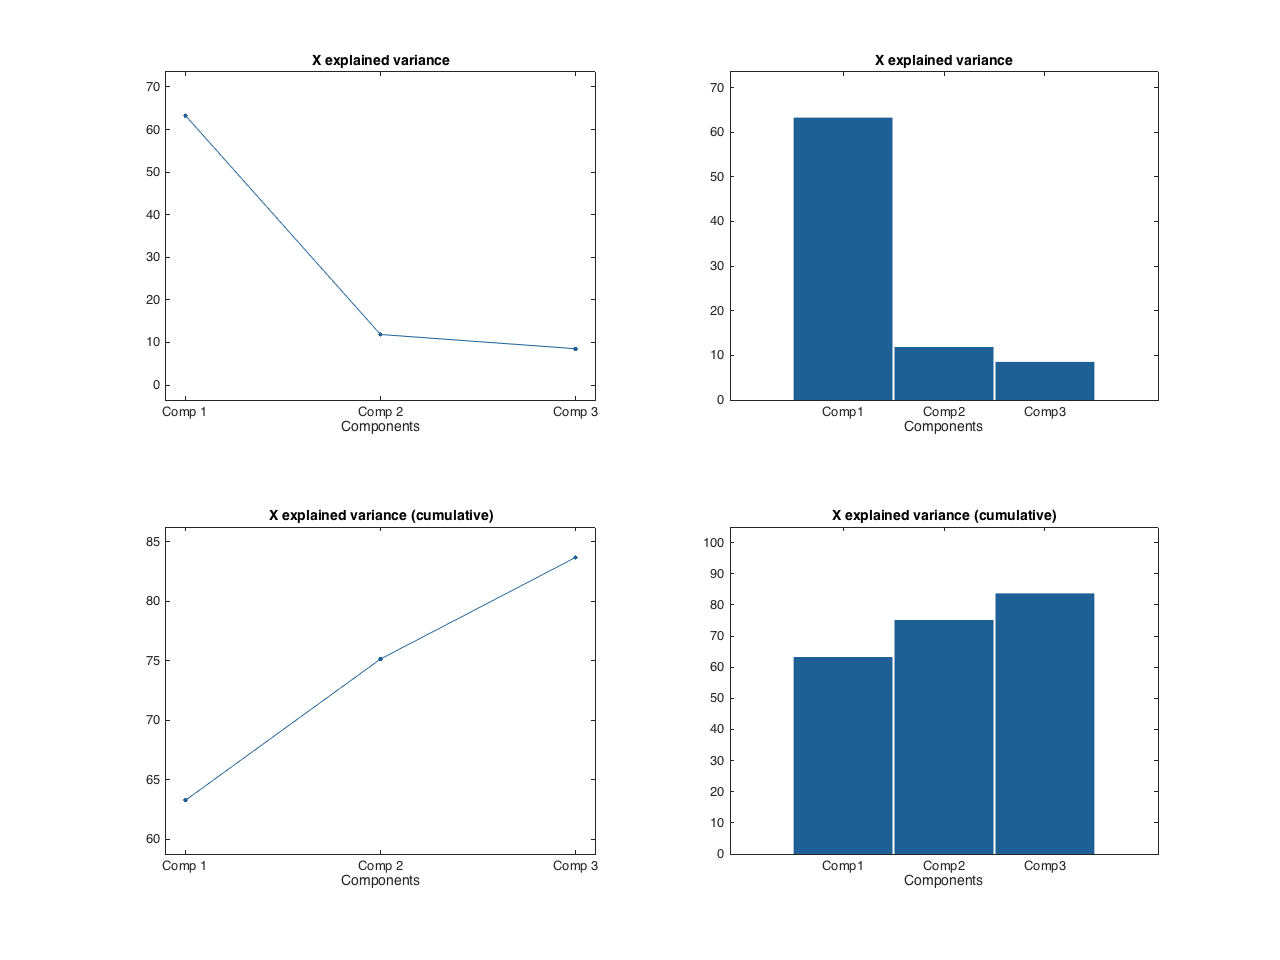 X explained variance
70
60
50
40
30
20
10
0
Comp 1 Comp 2 Comp 3
Components
X explained variance
70
60
50
40
30
20
10
0
Comp1 Comp2 Comp3
Components
X explained variance (cumulative)
85
80
75
70
65
60
Comp 1 Comp 2 Comp 3
Components
X explained variance (cumulative)
100
90
80
70
60
50
40
30
20
10
0
Comp1 Comp2 Comp3
Components